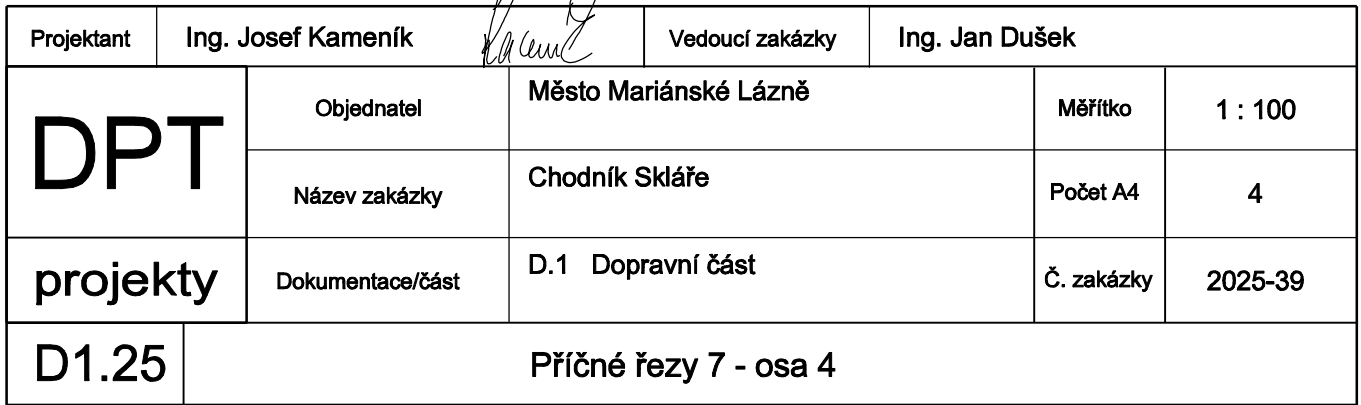 Projektant Ing. Josef Kameník Vedoucí zakázky Ing. Jan Dušek
DPT
projekty
Objednatel Město Mariánské Lázně Měřítko 1 : 100
Název zakázky Chodník Skláře Počet A4 4
Dokumentace/část D.1 Dopravní část Č. zakázky 2025-39
D1.25 Příčné řezy 7 - osa 4